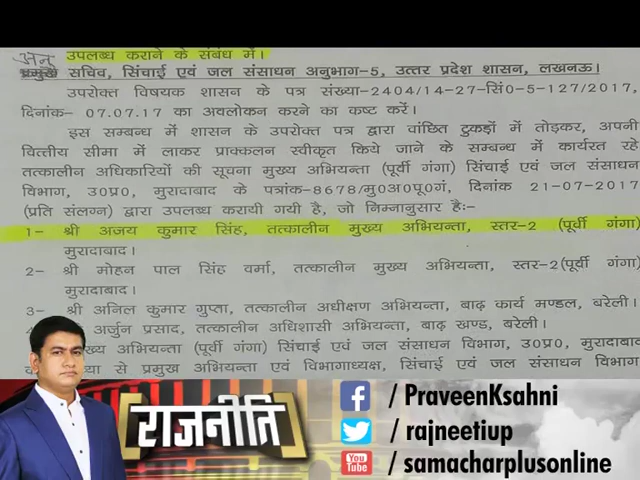 अनु उपलब्ध कराने के संबंध में।
प्रमुख सचिव, सिंचाई एवं जल संसाधन अनुभाग-5, उत्तर प्रदेश शासन, लखनऊ।
उपरोक्त विषयक शासन के पत्र संख्या-2404/14-27-सिं0-5-127/2017,
दिनांक- 07.07.17 का अवलोकन करने का कष्ट करें।
इस सम्बन्ध में शासन के उपरोक्त पत्र द्वारा वांछित टुकड़ों में तोड़कर, अपनी
वित्तीय सीमा में लाकर प्राक्कलन स्वीकृत किये जाने के सम्बन्ध में कार्यरत रहे
तत्कालीन अधिकारियों की सूचना मुख्य अभियन्ता (पूर्वी गंगा) सिंचाई एवं जल संसाधन
विभाग, उ0प्र0, मुरादाबाद के पत्रांक-8678/मु0अ0पू0गं, दिनांक 21-07-2017
(प्रति संलग्न) द्वारा उपलब्ध करायी गयी है, जो निम्नानुसार है:-
1- श्री अजय कुमार सिंह, तत्कालीन मुख्य अभियन्ता, स्तर-2 (पूर्वी गंगा)
मुरादाबाद।
2- श्री मोहन पाल सिंह वर्मा, तत्कालीन मुख्य अभियन्ता, स्तर-2(पूर्वी गंगा)
मुरादाबाद।
3- श्री अनिल कुमार गुप्ता, तत्कालीन अधीक्षण अभियन्ता, बाढ़ कार्य मण्डल, बरेली।
अर्जुन प्रसाद, तत्कालीन अधिशासी अभियन्ता, बाढ़ खण्ड, बरेली।
अभियन्ता (पूर्वी गंगा) सिंचाई एवं जल संसाधन विभाग, उ0प्र0, मुरादाबाद
से प्रमुख अभियन्ता एवं विभागाध्यक्ष, सिंचाई एवं जल संसाधन विभाग
राजनीति
/ PraveenKsahni
/ rajneetiup
You Tube / samacharplusonline